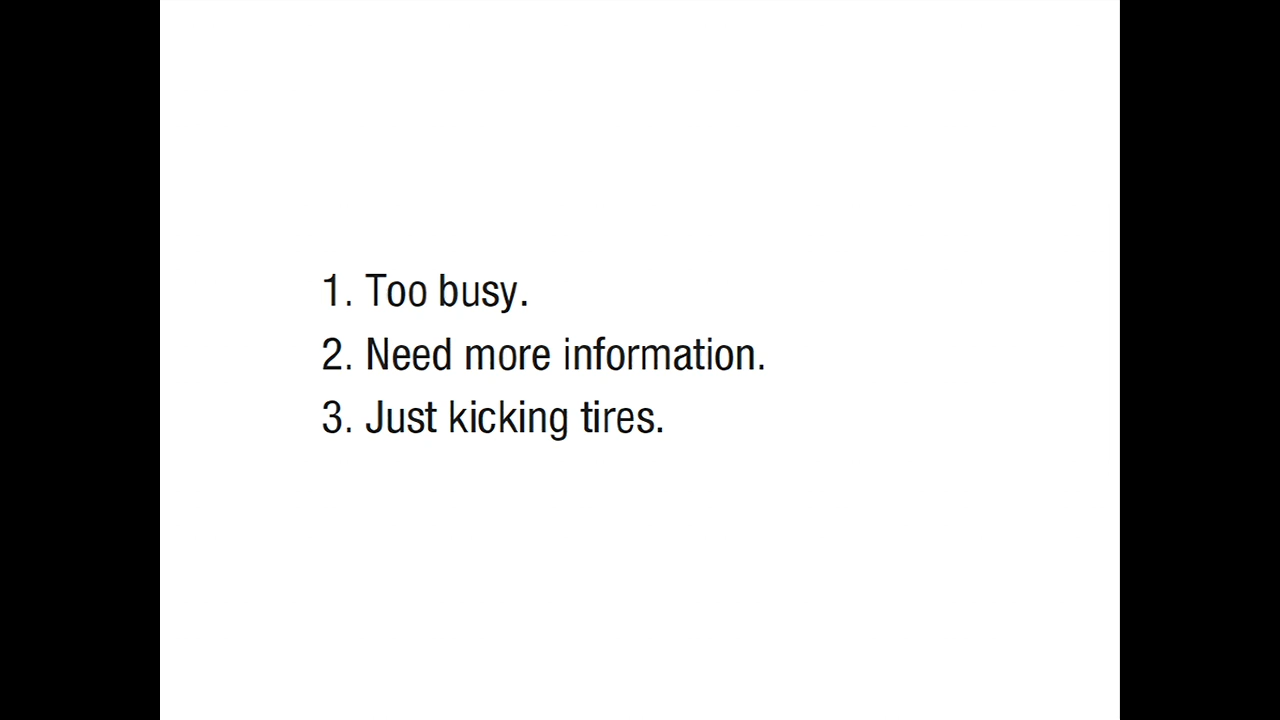 1. Too busy.
2. Need more information.
3. Just kicking tires.